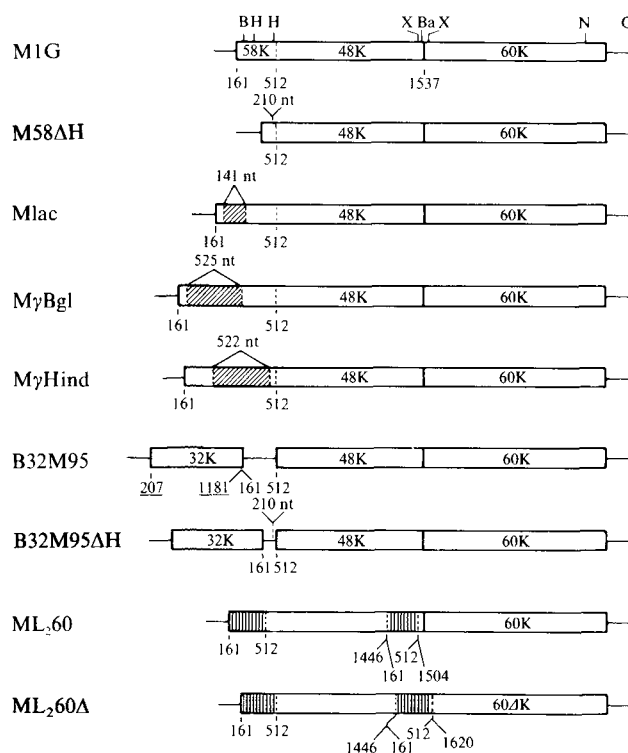 B H H X Ba X N C
M1G 58K 48K 60K
161 512 1537
210 nt
M58ΔH 48K 60K
512
141 nt
Mlac 48K 60K
161 512
525 nt
MγBgl 48K 60K
161 512
522 nt
MγHind 48K 60K
161 512
B32M95 32K 48K 60K
207 1181 161 512
210 nt
B32M95ΔH 32K 48K 60K
161 512
ML₂60 60K
161 512 1446 161 512 1504
ML₂60Δ 60ΔK
161 512 1446 161 512 1620